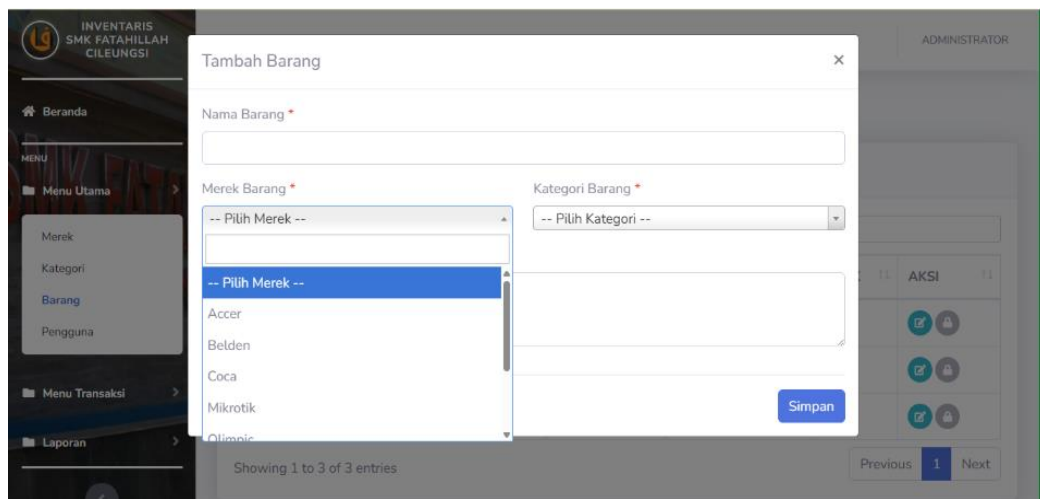 INVENTARIS
SMK FATAHILLAH
CILEUNGSI
ADMINISTRATOR
Beranda
MENU
Menu Utama
Merek
Kategori
Barang
Pengguna
Menu Transaksi
Laporan
Tambah Barang
×
Nama Barang *
Merek Barang *
Kategori Barang *
-- Pilih Merek --
-- Pilih Kategori --
-- Pilih Merek --
Accer
Belden
Coca
Mikrotik
Olimpic
Simpan
AKSI
Showing 1 to 3 of 3 entries
Previous 1 Next